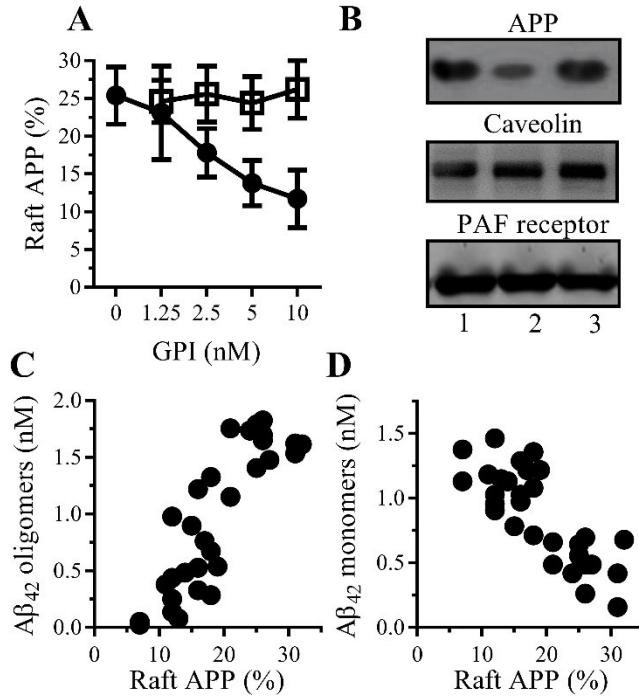 A
30
25
20
15
10
5
0
Raft APP (%)
0 1.25 2.5 5 10
GPI (nM)
B
APP
Caveolin
PAF receptor
1 2 3
C
2.0
1.5
1.0
0.5
0.0
Aβ42 oligomers (nM)
0 10 20 30
Raft APP (%)
D
2.0
1.5
1.0
0.5
0.0
Aβ42 monomers (nM)
0 10 20 30
Raft APP (%)